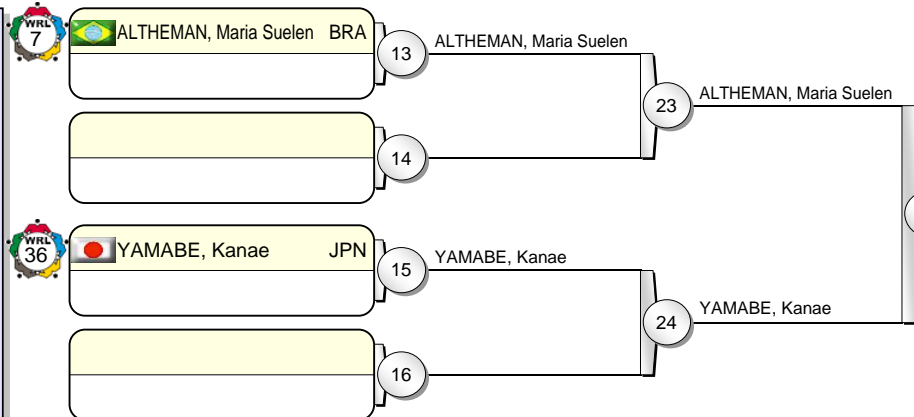 WRL
7
ALTHEMAN, Maria Suelen BRA
13
ALTHEMAN, Maria Suelen
14
23
ALTHEMAN, Maria Suelen
WRL
36
YAMABE, Kanae JPN
15
YAMABE, Kanae
16
24
YAMABE, Kanae